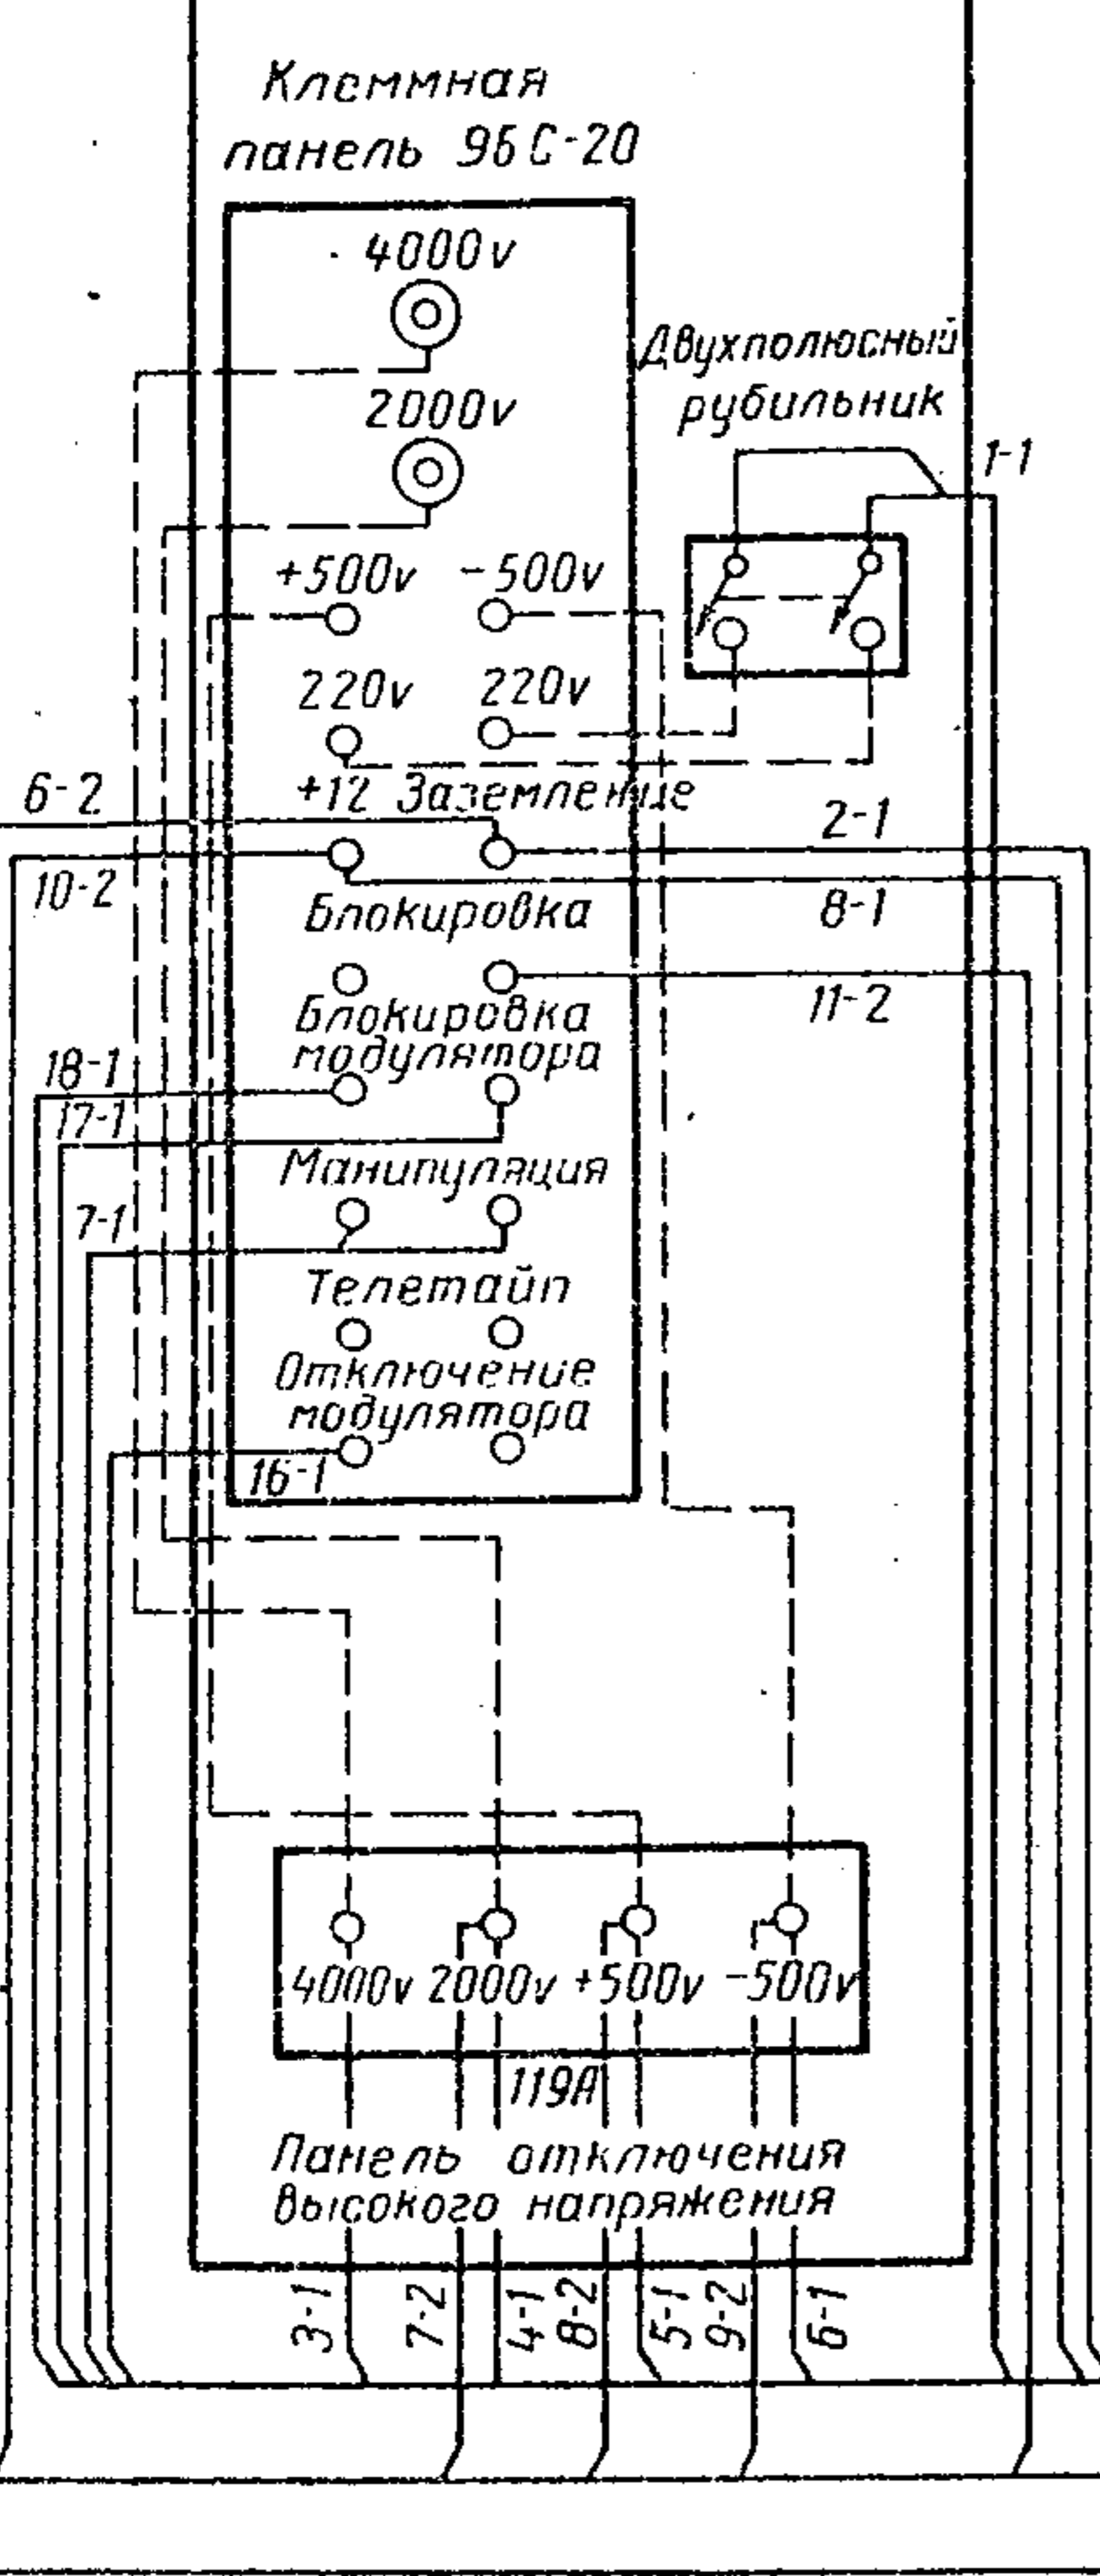 Клеммная
панель 96С-20
4000v
2000v
Двухполюсный
рубильник
1-1
+500v -500v
220v 220v
+12 Заземление
6-2
2-1
10-2
8-1
Блокировка
11-2
Блокировка
модулятора
18-1
17-1
Манипуляция
7-1
Телетайп
Отключение
модулятора
16-1
4000v 2000v +500v -500v
119А
Панель отключения
высокого напряжения
3-1
7-2
4-1
8-2
5-1
9-2
6-1